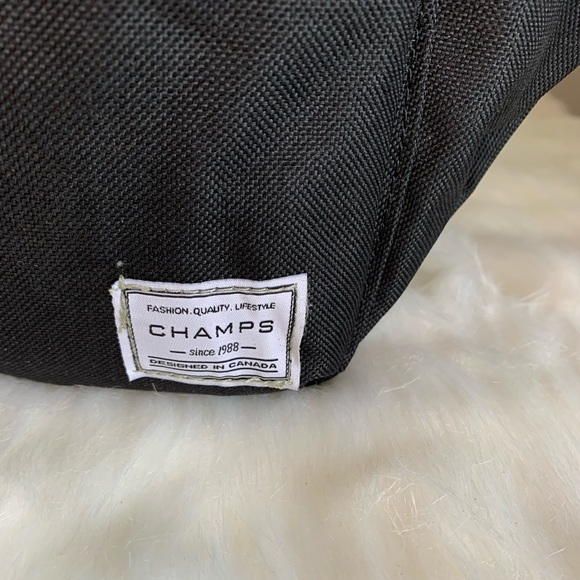 FASHION.QUALITY.LIFESTYLE
CHAMPS
— since 1988 —
DESIGNED IN CANADA